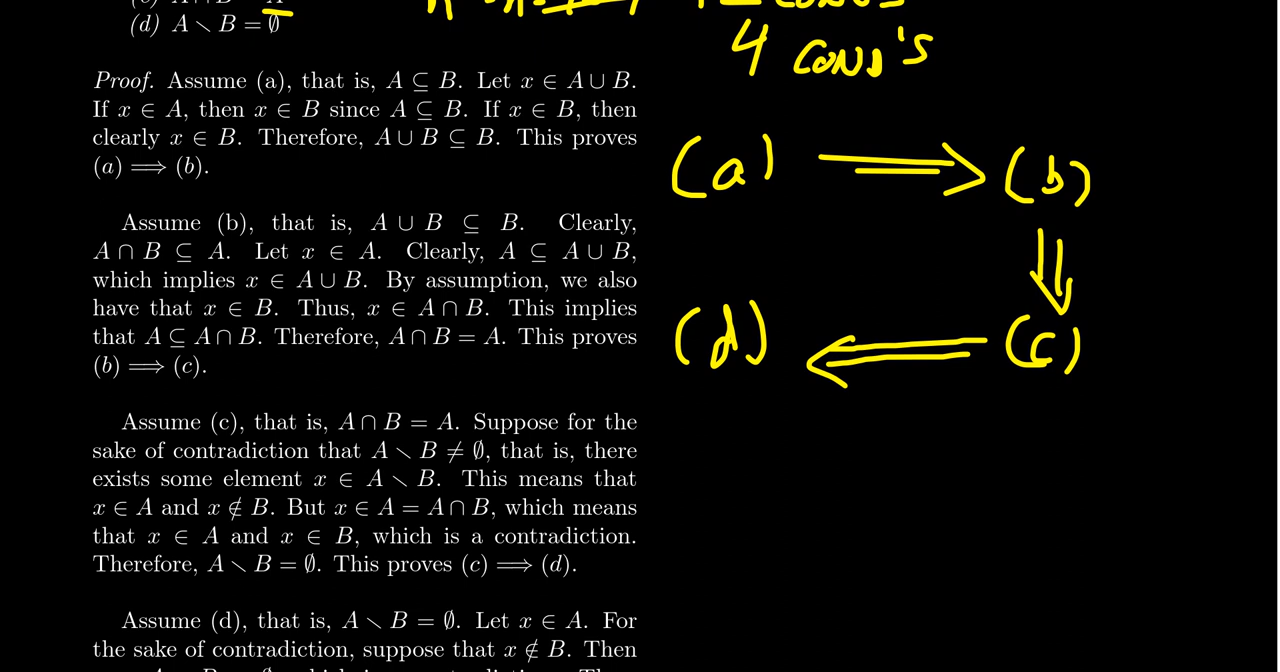 (d) A ∖ B = ∅
4 COND'S
Proof. Assume (a), that is, A ⊆ B. Let x ∈ A ∪ B.
If x ∈ A, then x ∈ B since A ⊆ B. If x ∈ B, then
clearly x ∈ B. Therefore, A ∪ B ⊆ B. This proves
(a) ⟹ (b).
Assume (b), that is, A ∪ B ⊆ B. Clearly,
A ∩ B ⊆ A. Let x ∈ A. Clearly, A ⊆ A ∪ B,
which implies x ∈ A ∪ B. By assumption, we also
have that x ∈ B. Thus, x ∈ A ∩ B. This implies
that A ⊆ A ∩ B. Therefore, A ∩ B = A. This proves
(b) ⟹ (c).
Assume (c), that is, A ∩ B = A. Suppose for the
sake of contradiction that A ∖ B ≠ ∅, that is, there
exists some element x ∈ A ∖ B. This means that
x ∈ A and x ∉ B. But x ∈ A = A ∩ B, which means
that x ∈ A and x ∈ B, which is a contradiction.
Therefore, A ∖ B = ∅. This proves (c) ⟹ (d).
Assume (d), that is, A ∖ B = ∅. Let x ∈ A. For
the sake of contradiction, suppose that x ∉ B. Then
(a) ⟹ (b)
⇓
(d) ⟸ (c)